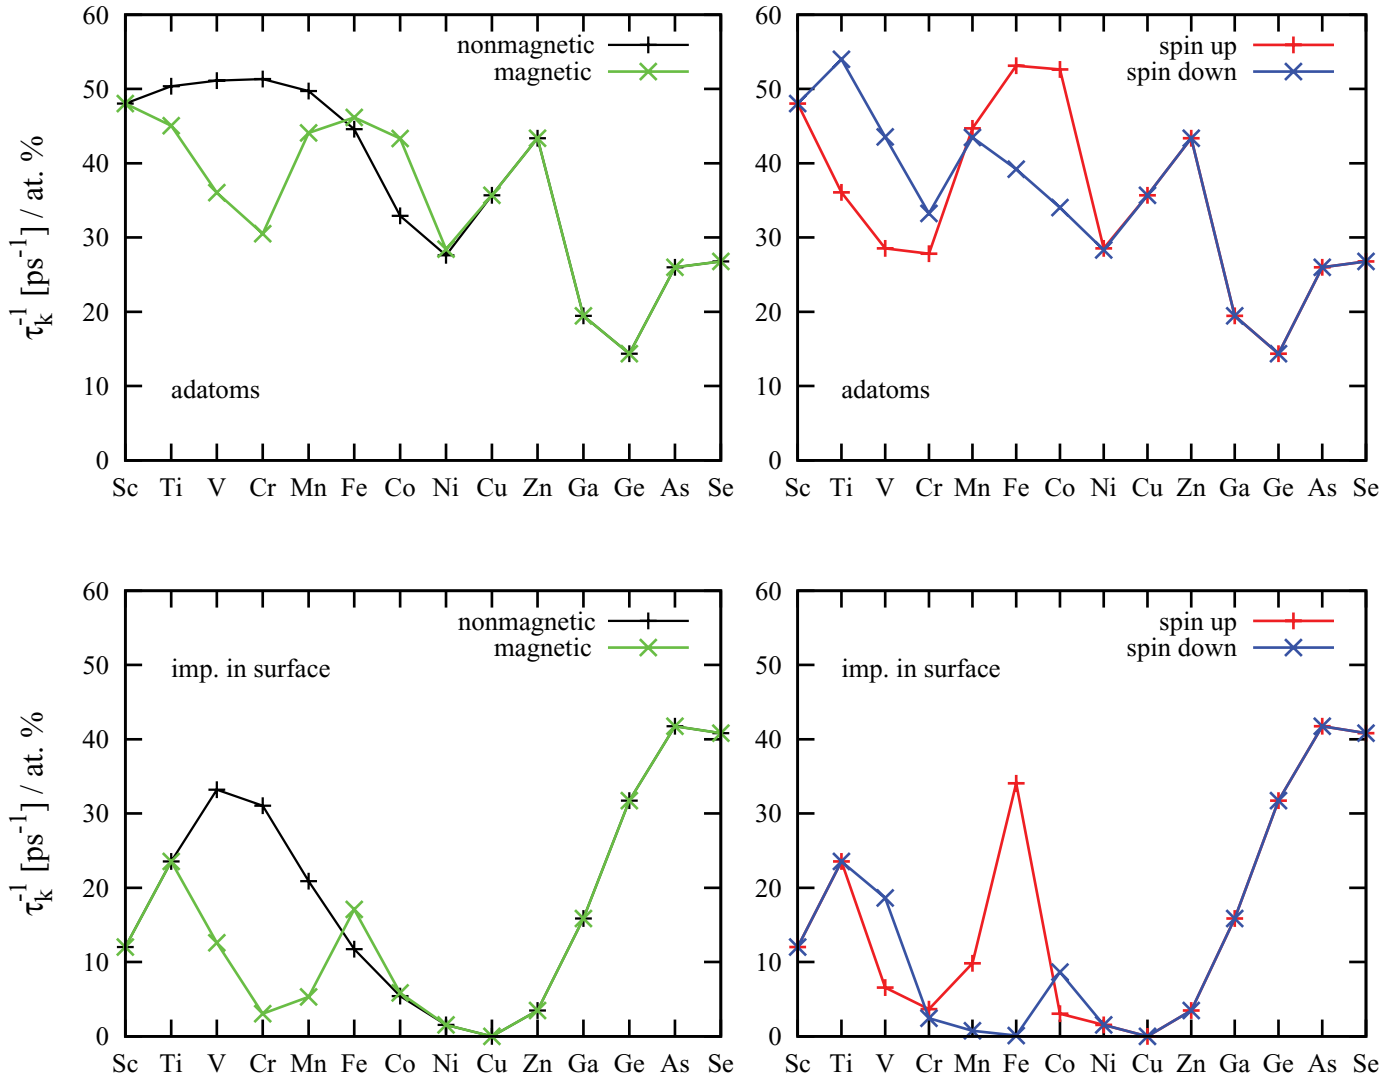 60
50
40
30
20
10
0
τk-1 [ps-1] / at. %
nonmagnetic
magnetic
adatoms
Sc Ti V Cr Mn Fe Co Ni Cu Zn Ga Ge As Se
60
50
40
30
20
10
0
spin up
spin down
adatoms
Sc Ti V Cr Mn Fe Co Ni Cu Zn Ga Ge As Se
60
50
40
30
20
10
0
τk-1 [ps-1] / at. %
nonmagnetic
magnetic
imp. in surface
Sc Ti V Cr Mn Fe Co Ni Cu Zn Ga Ge As Se
60
50
40
30
20
10
0
spin up
spin down
imp. in surface
Sc Ti V Cr Mn Fe Co Ni Cu Zn Ga Ge As Se